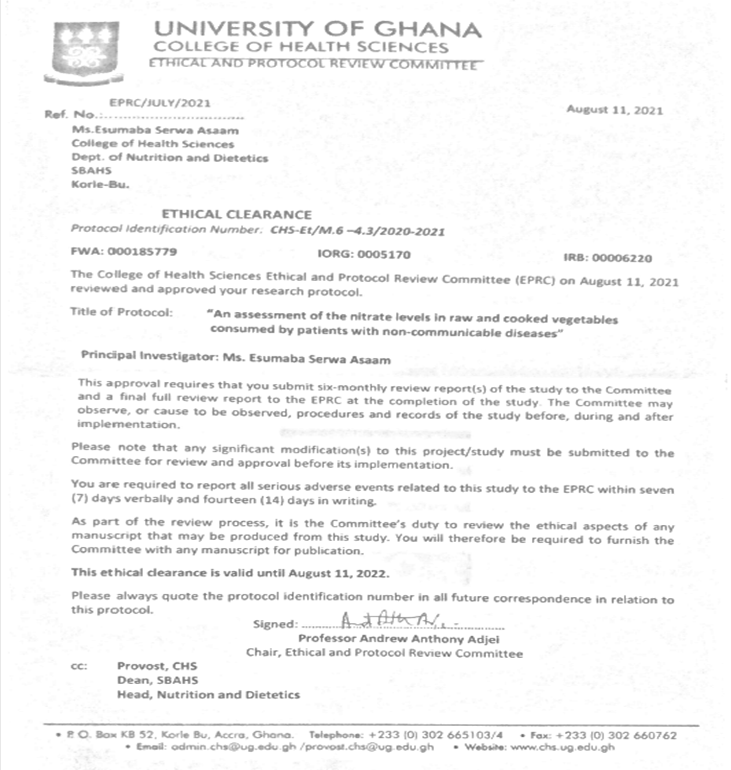 UNIVERSITY OF GHANA
COLLEGE OF HEALTH SCIENCES
ETHICAL AND PROTOCOL REVIEW COMMITTEE
EPRC/JULY/2021
August 11, 2021
Ref. No.:..............................
Ms.Esumaba Serwa Asaam
College of Health Sciences
Dept. of Nutrition and Dietetics
SBAHS
Korle-Bu.
ETHICAL CLEARANCE
Protocol Identification Number: CHS-Et/M.6 –4.3/2020-2021
FWA: 000185779 IORG: 0005170 IRB: 00006220
The College of Health Sciences Ethical and Protocol Review Committee (EPRC) on August 11, 2021
reviewed and approved your research protocol.
Title of Protocol: "An assessment of the nitrate levels in raw and cooked vegetables
consumed by patients with non-communicable diseases"
Principal Investigator: Ms. Esumaba Serwa Asaam
This approval requires that you submit six-monthly review report(s) of the study to the Committee
and a final full review report to the EPRC at the completion of the study. The Committee may
observe, or cause to be observed, procedures and records of the study before, during and after
implementation.
Please note that any significant modification(s) to this project/study must be submitted to the
Committee for review and approval before its implementation.
You are required to report all serious adverse events related to this study to the EPRC within seven
(7) days verbally and fourteen (14) days in writing.
As part of the review process, it is the Committee's duty to review the ethical aspects of any
manuscript that may be produced from this study. You will therefore be required to furnish the
Committee with any manuscript for publication.
This ethical clearance is valid until August 11, 2022.
Please always quote the protocol identification number in all future correspondence in relation to
this protocol.
Signed: ........................................
Professor Andrew Anthony Adjei
Chair, Ethical and Protocol Review Committee
cc: Provost, CHS
Dean, SBAHS
Head, Nutrition and Dietetics
• P. O. Box KB 52, Korle Bu, Accra, Ghana. Telephone: +233 (0) 302 665103/4 • Fax: +233 (0) 302 660762
• Email: admin.chs@ug.edu.gh /provost.chs@ug.edu.gh • Website: www.chs.ug.edu.gh